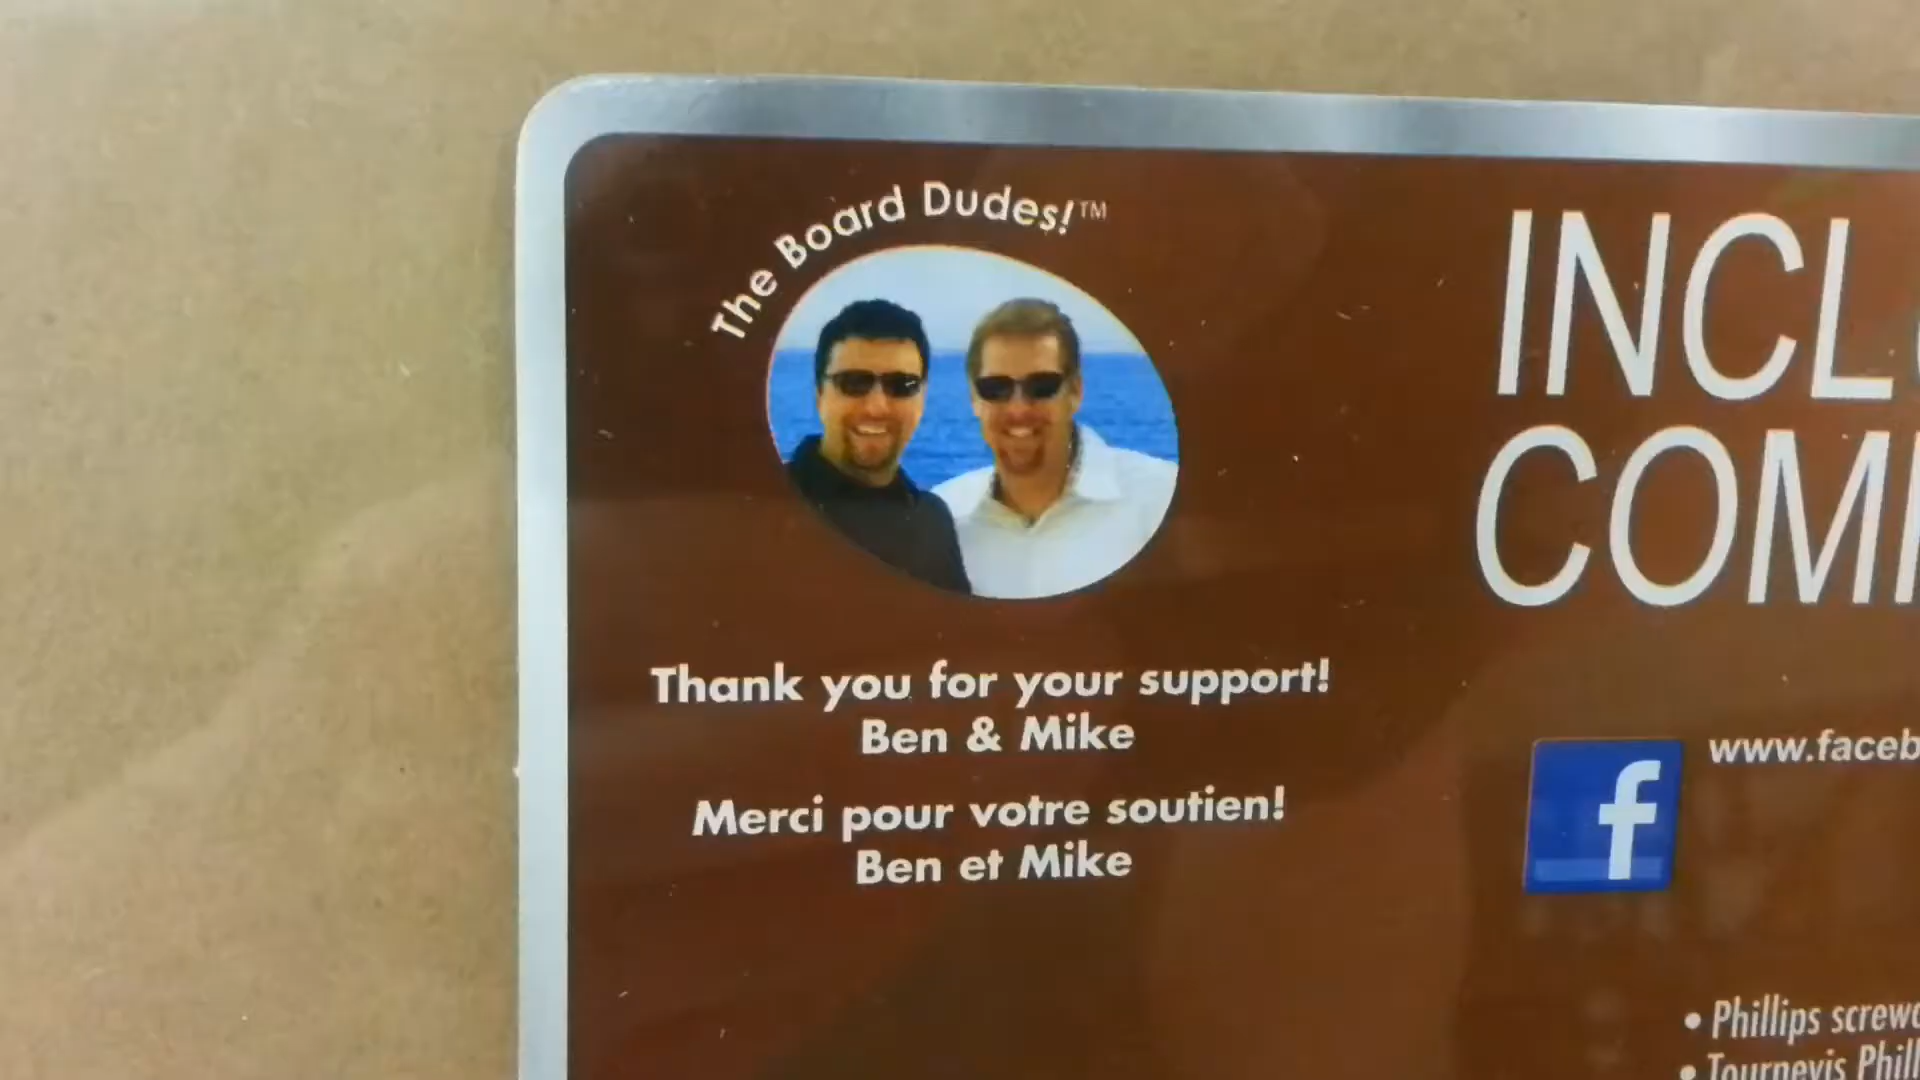 The Board Dudes!™
Thank you for your support!
Ben & Mike
Merci pour votre soutien!
Ben et Mike
INCL
COM
f
www.faceb
• Phillips screw
• Tournevis Phill